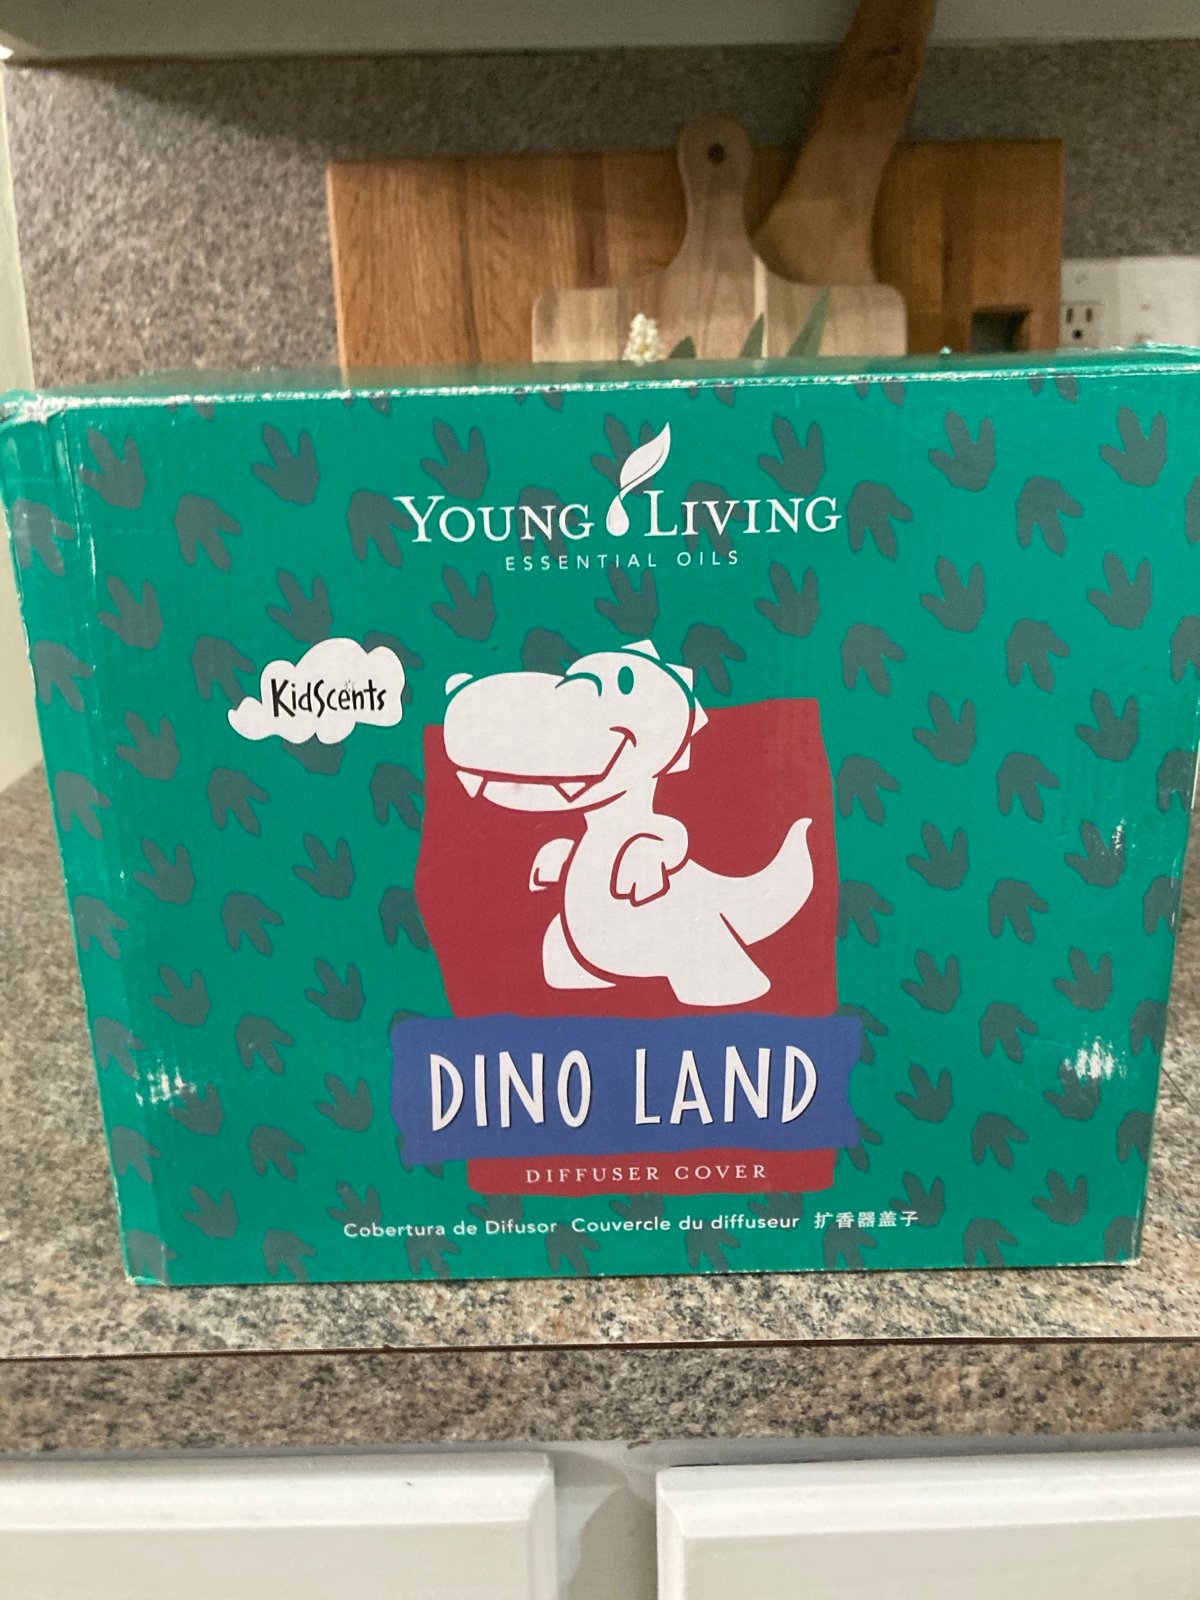 YOUNG LIVING
ESSENTIAL OILS
KidScents
DINO LAND
DIFFUSER COVER
Cobertura de Difusor Couvercle du diffuseur 扩香器盖子